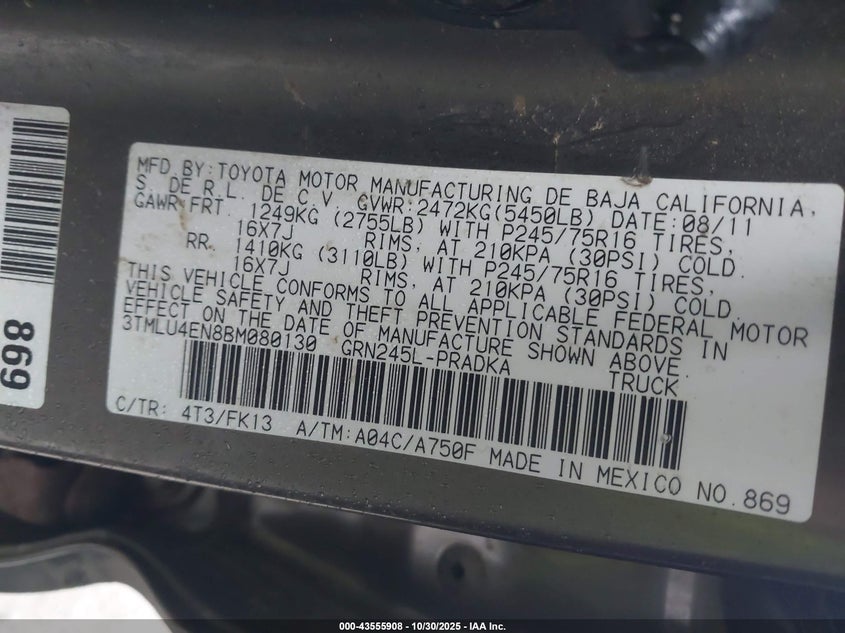 MFD BY:TOYOTA MOTOR MANUFACTURING DE BAJA CALIFORNIA,
S. DE R.L. DE C.V. GVWR:2472KG(5450LB) DATE:08/11
GAWR:FRT. 1249KG (2755LB) WITH P245/75R16 TIRES,
16X7J RIMS, AT 210KPA (30PSI) COLD.
RR. 1410KG (3110LB) WITH P245/75R16 TIRES,
16X7J RIMS, AT 210KPA (30PSI) COLD.
THIS VEHICLE CONFORMS TO ALL APPLICABLE FEDERAL MOTOR
VEHICLE SAFETY AND THEFT PREVENTION STANDARDS IN
EFFECT ON THE DATE OF MANUFACTURE SHOWN ABOVE.
3TMLU4EN8BM080130 GRN245L-PRADKA TRUCK
C/TR: 4T3/FK13 A/TM:A04C/A750F MADE IN MEXICO NO.869
869
000-43555908 - 10/30/2025 - IAA Inc.